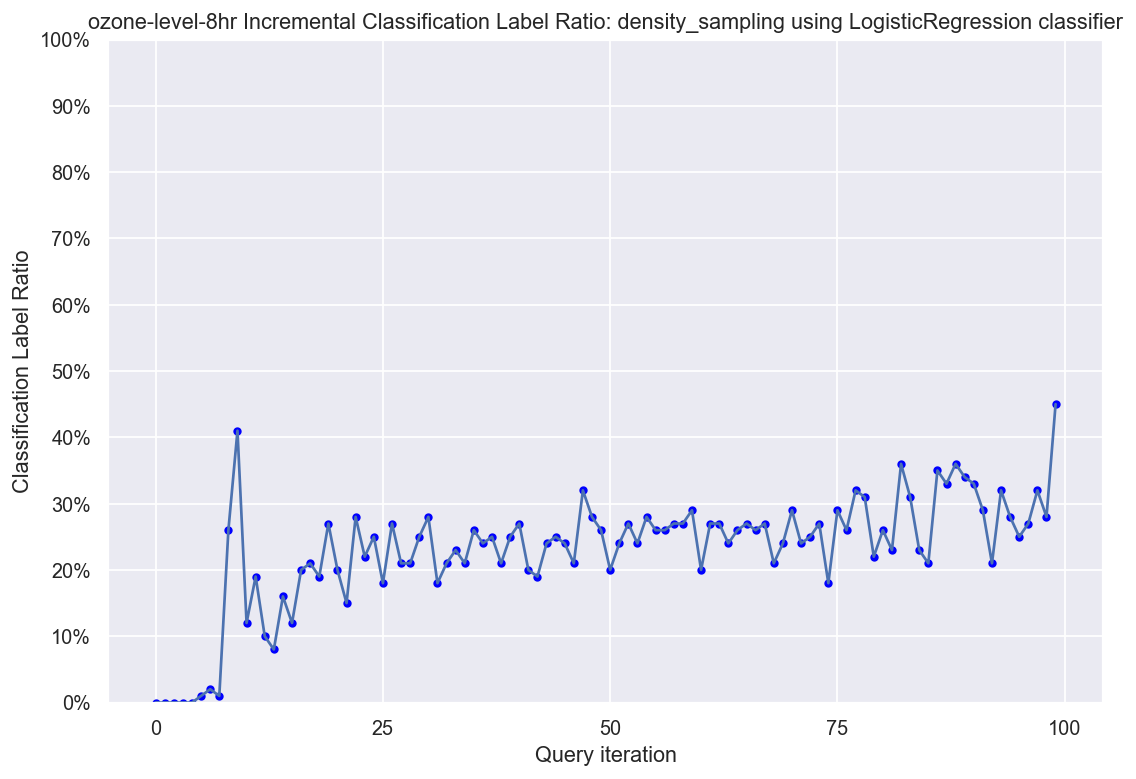 ozone-level-8hr Incremental Classification Label Ratio: density_sampling using LogisticRegression classifier
100%
90%
80%
70%
60%
50%
40%
30%
20%
10%
0%
Classification Label Ratio
0 25 50 75 100
Query iteration